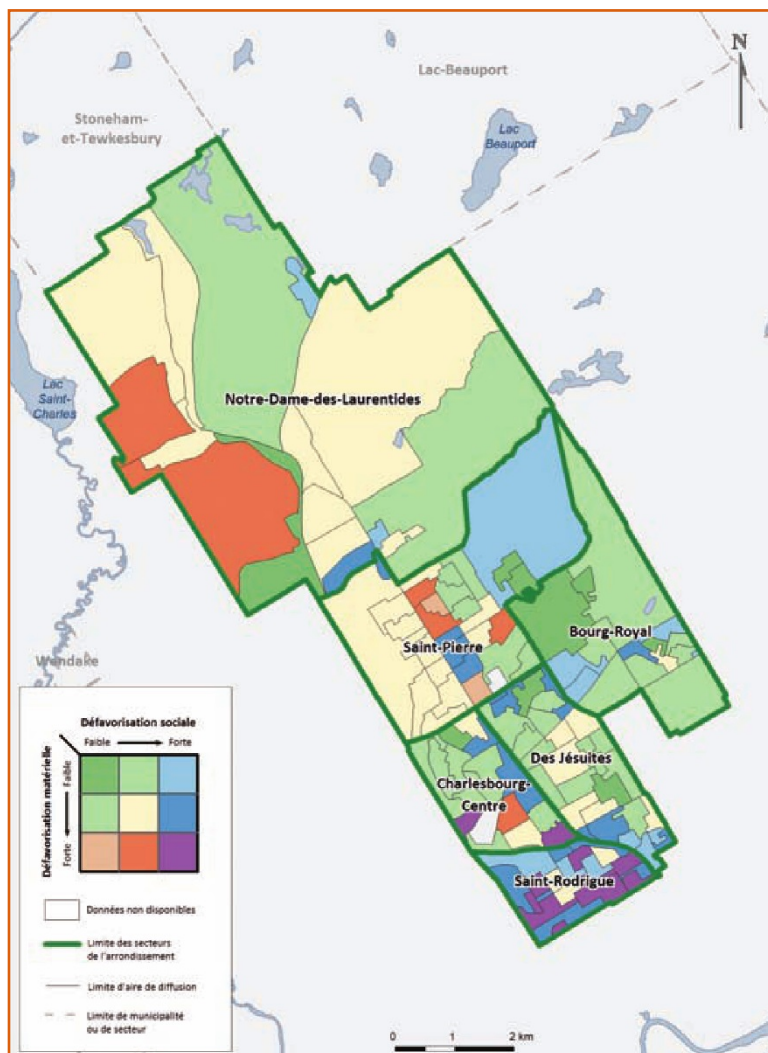 N
Lac-Beauport
Stoneham-
et-Tewkesbury
Lac
Beauport
Lac
Saint-
Charles
Notre-Dame-des-Laurentides
Bourg-Royal
Saint-Pierre
Wendake
Des Jésuites
Charlesbourg-
Centre
Saint-Rodrigue
Défavorisation sociale
Faible
Forte
Défavorisation matérielle
Faible
Forte
Données non disponibles
Limite des secteurs
de l'arrondissement
Limite d'aire de diffusion
Limite de municipalité
ou de secteur
0 1 2 km